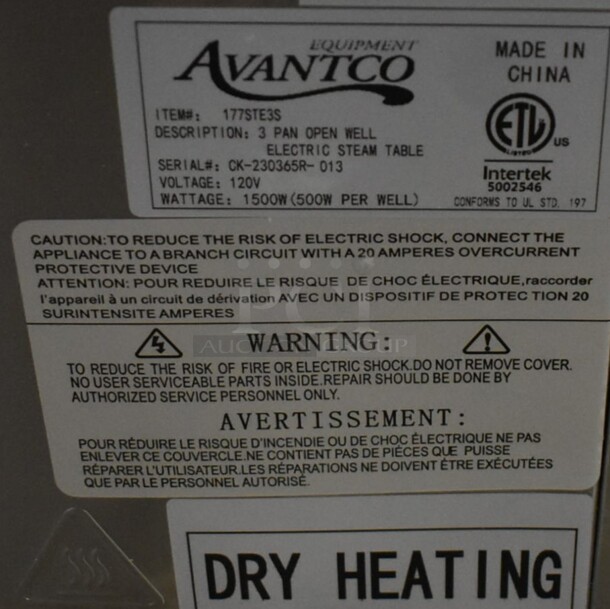 EQUIPMENT
AVANTCO
MADE IN
CHINA
ITEM#: 177STE3S
DESCRIPTION: 3 PAN OPEN WELL
ELECTRIC STEAM TABLE
SERIAL#: CK-230365R- 013
VOLTAGE: 120V
WATTAGE: 1500W(500W PER WELL)
ETL
LISTED
US
Intertek
5002546
CONFORMS TO UL STD. 197
CAUTION:TO REDUCE THE RISK OF ELECTRIC SHOCK, CONNECT THE
APPLIANCE TO A BRANCH CIRCUIT WITH A 20 AMPERES OVERCURRENT
PROTECTIVE DEVICE
ATTENTION: POUR RÉDUIRE LE RISQUE DE CHOC ÉLECTRIQUE,raccorder
l'appareil à un circuit de dérivation AVEC UN DISPOSITIF DE PROTEC TION 20
SURINTENSITE AMPERES
PCI
AUCTION GROUP
WARNING:
TO REDUCE THE RISK OF FIRE OR ELECTRIC SHOCK.DO NOT REMOVE COVER.
NO USER SERVICEABLE PARTS INSIDE.REPAIR SHOULD BE DONE BY
AUTHORIZED SERVICE PERSONNEL ONLY.
AVERTISSEMENT:
POUR RÉDUIRE LE RISQUE D'INCENDIE OU DE CHOC ÉLECTRIQUE NE PAS
ENLEVER CE COUVERCLE.NE CONTIENT PAS DE PIÈCES QUE PUISSE
RÉPARER L'UTILISATEUR.LES RÉPARATIONS NE DOIVENT ÊTRE EXÉCUTÉES
QUE PAR LE PERSONNEL AUTORISÉ.
DRY HEATING